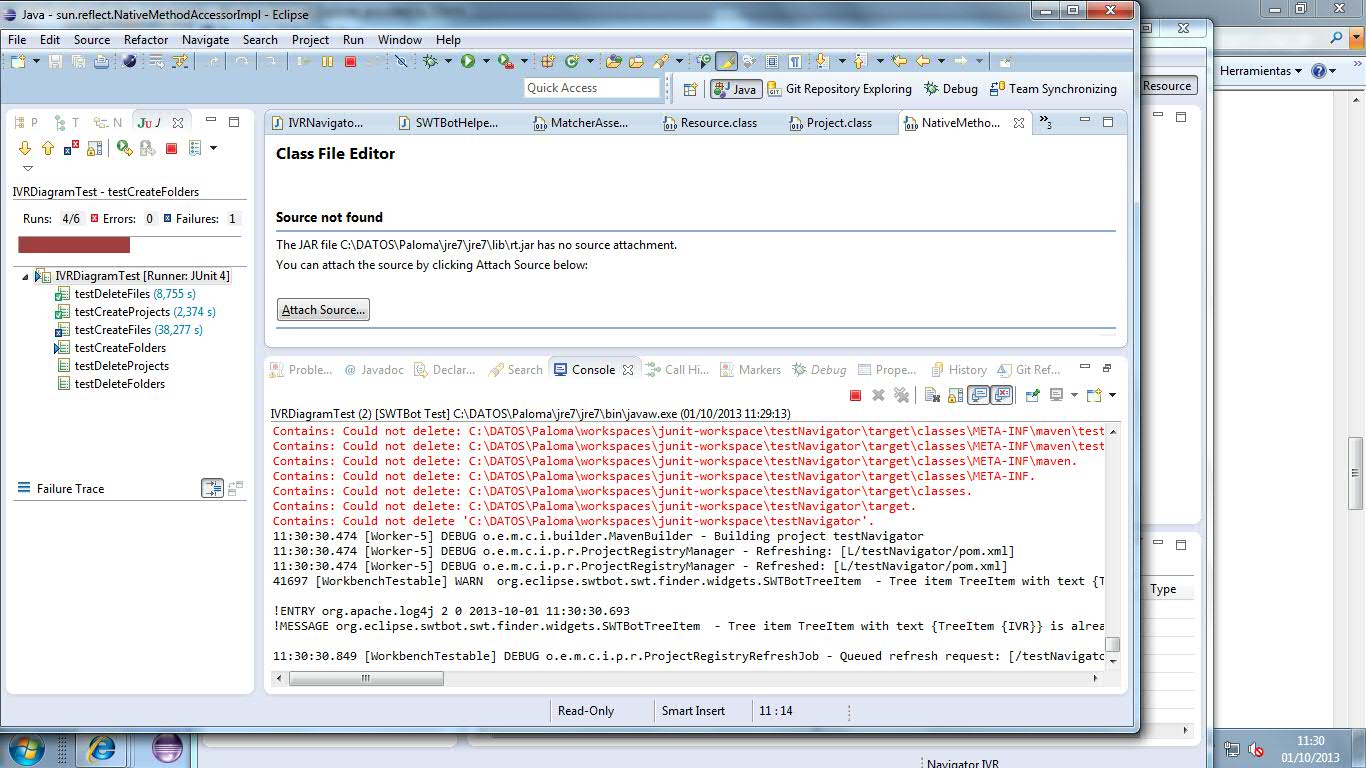 Java - sun.reflect.NativeMethodAccessorImpl - Eclipse
File Edit Source Refactor Navigate Search Project Run Window Help
Quick Access
Java Git Repository Exploring Debug Team Synchronizing
Herramientas
Resource
P T N Ju J
IVRNavigato... SWTBotHelpe... MatcherAsse... Resource.class Project.class NativeMetho... »3
Class File Editor
IVRDiagramTest - testCreateFolders
Runs: 4/6 Errors: 0 Failures: 1
Source not found
The JAR file C:\DATOS\Paloma\jre7\jre7\lib\rt.jar has no source attachment.
You can attach the source by clicking Attach Source below:
Attach Source...
IVRDiagramTest [Runner: JUnit 4]
testDeleteFiles (8,755 s)
testCreateProjects (2,374 s)
testCreateFiles (38,277 s)
testCreateFolders
testDeleteProjects
testDeleteFolders
Failure Trace
Proble... Javadoc Declar... Search Console Call Hi... Markers Debug Prope... History Git Ref...
IVRDiagramTest (2) [SWTBot Test] C:\DATOS\Paloma\jre7\jre7\bin\javaw.exe (01/10/2013 11:29:13)
Contains: Could not delete: C:\DATOS\Paloma\workspaces\junit-workspace\testNavigator\target\classes\META-INF\maven\test
Contains: Could not delete: C:\DATOS\Paloma\workspaces\junit-workspace\testNavigator\target\classes\META-INF\maven\test
Contains: Could not delete: C:\DATOS\Paloma\workspaces\junit-workspace\testNavigator\target\classes\META-INF\maven.
Contains: Could not delete: C:\DATOS\Paloma\workspaces\junit-workspace\testNavigator\target\classes\META-INF.
Contains: Could not delete: C:\DATOS\Paloma\workspaces\junit-workspace\testNavigator\target\classes.
Contains: Could not delete: C:\DATOS\Paloma\workspaces\junit-workspace\testNavigator\target.
Contains: Could not delete 'C:\DATOS\Paloma\workspaces\junit-workspace\testNavigator'.
11:30:30.474 [Worker-5] DEBUG o.e.m.c.i.builder.MavenBuilder - Building project testNavigator
11:30:30.474 [Worker-5] DEBUG o.e.m.c.i.p.r.ProjectRegistryManager - Refreshing: [L/testNavigator/pom.xml]
11:30:30.474 [Worker-5] DEBUG o.e.m.c.i.p.r.ProjectRegistryManager - Refreshed: [L/testNavigator/pom.xml]
41697 [WorkbenchTestable] WARN org.eclipse.swtbot.swt.finder.widgets.SWTBotTreeItem - Tree item TreeItem with text {T
!ENTRY org.apache.log4j 2 0 2013-10-01 11:30:30.693
!MESSAGE org.eclipse.swtbot.swt.finder.widgets.SWTBotTreeItem - Tree item TreeItem with text {TreeItem {IVR}} is alrea
11:30:30.849 [WorkbenchTestable] DEBUG o.e.m.c.i.p.r.ProjectRegistryRefreshJob - Queued refresh request: [/testNavigato
Type
Read-Only Smart Insert 11 : 14
Navigator IVR
11:30
01/10/2013